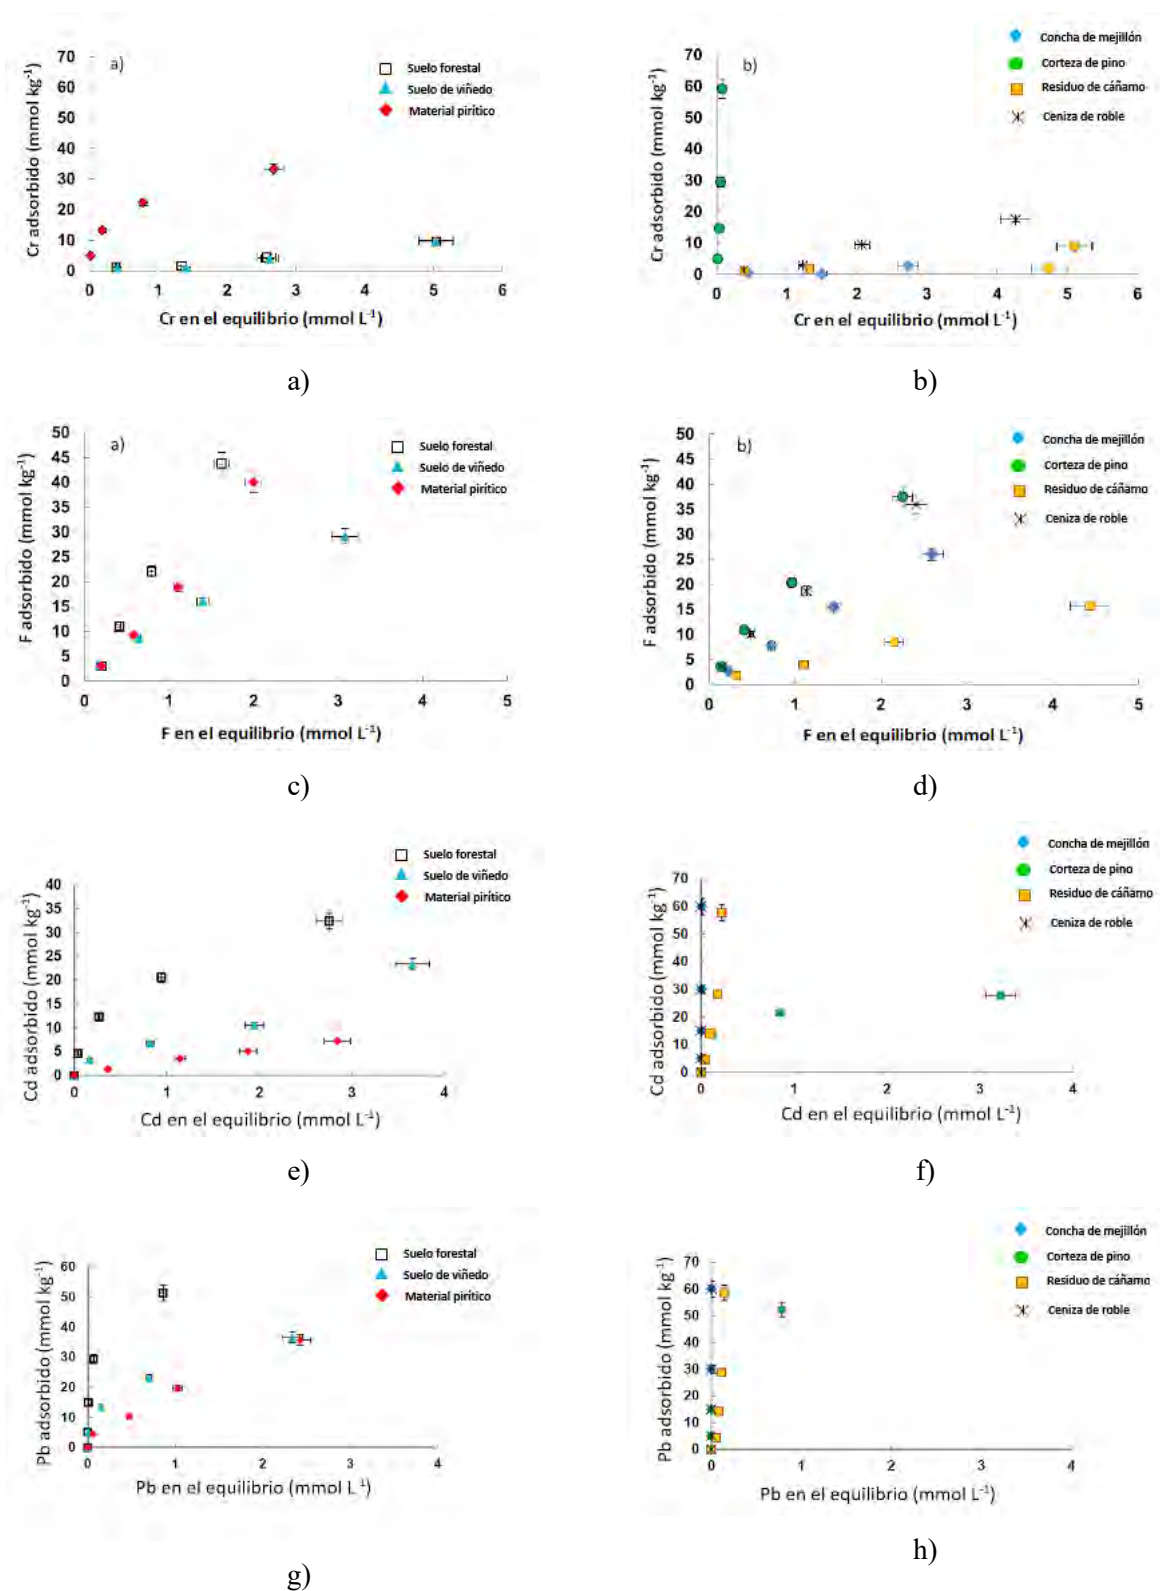 a)
Suelo forestal
Suelo de viñedo
Material pirítico
Cr adsorbido (mmol kg⁻¹)
70
60
50
40
30
20
10
0
0 1 2 3 4 5 6
Cr en el equilibrio (mmol L⁻¹)
a)
b)
Concha de mejillón
Corteza de pino
Residuo de cáñamo
Ceniza de roble
Cr adsorbido (mmol kg⁻¹)
70
60
50
40
30
20
10
0
0 1 2 3 4 5 6
Cr en el equilibrio (mmol L⁻¹)
b)
a)
Suelo forestal
Suelo de viñedo
Material pirítico
F adsorbido (mmol kg⁻¹)
50
45
40
35
30
25
20
15
10
5
0
0 1 2 3 4 5
F en el equilibrio (mmol L⁻¹)
c)
b)
Concha de mejillón
Corteza de pino
Residuo de cáñamo
Ceniza de roble
F adsorbido (mmol kg⁻¹)
50
45
40
35
30
25
20
15
10
5
0
0 1 2 3 4 5
F en el equilibrio (mmol L⁻¹)
d)
Suelo forestal
Suelo de viñedo
Material pirítico
Cd adsorbido (mmol kg⁻¹)
40
35
30
25
20
15
10
5
0
0 1 2 3 4
Cd en el equilibrio (mmol L⁻¹)
e)
Concha de mejillón
Corteza de pino
Residuo de cáñamo
Ceniza de roble
Cd adsorbido (mmol kg⁻¹)
70
60
50
40
30
20
10
0
0 1 2 3 4
Cd en el equilibrio (mmol L⁻¹)
f)
Suelo forestal
Suelo de viñedo
Material pirítico
Pb adsorbido (mmol kg⁻¹)
60
50
40
30
20
10
0
0 1 2 3 4
Pb en el equilibrio (mmol L⁻¹)
g)
Concha de mejillón
Corteza de pino
Residuo de cáñamo
Ceniza de roble
Pb adsorbido (mmol kg⁻¹)
70
60
50
40
30
20
10
0
0 1 2 3 4
Pb en el equilibrio (mmol L⁻¹)
h)